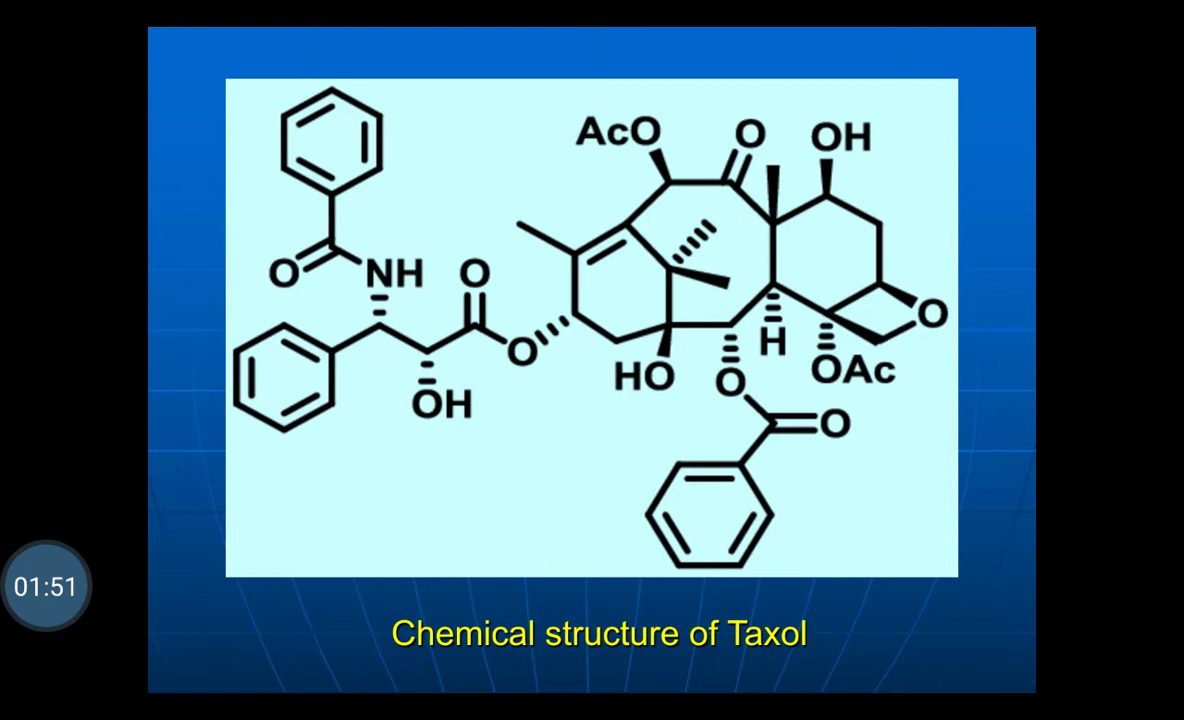 AcO
O
OH
O
NH
O
O
H
O
HO
O
OAc
OH
O
01:51
Chemical structure of Taxol